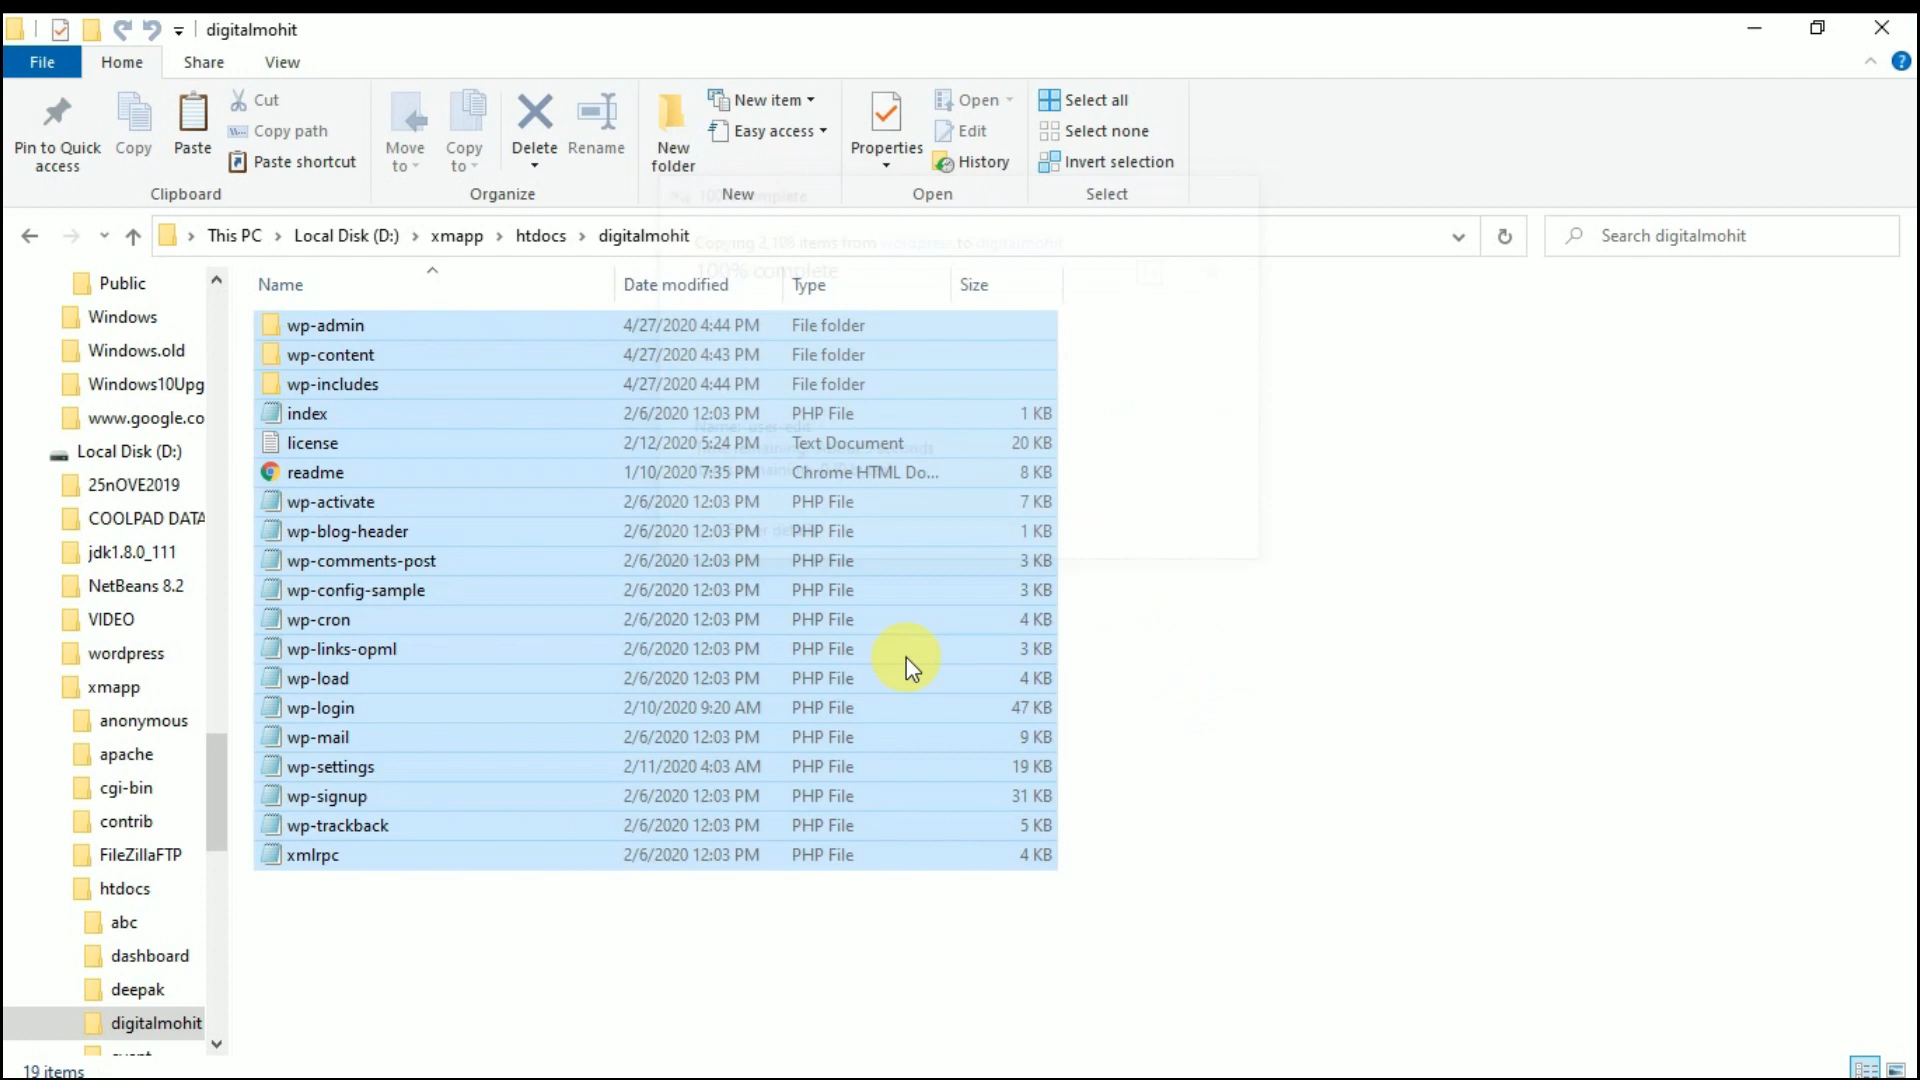 digitalmohit
File Home Share View
Pin to Quick access
Copy
Paste
Cut
Copy path
Paste shortcut
Clipboard
Move to
Copy to
Delete
Rename
Organize
New folder
New item
Easy access
New
Properties
Open
Edit
History
Open
Select all
Select none
Invert selection
Select
100% complete
This PC > Local Disk (D:) > xmapp > htdocs > digitalmohit
Search digitalmohit
Copying 2,108 items from wordpress to digitalmohit
100% complete
Name Date modified Type Size
Public
Windows
Windows.old
Windows10Upg
www.google.co
Local Disk (D:)
25nOVE2019
COOLPAD DATA
jdk1.8.0_111
NetBeans 8.2
VIDEO
wordpress
xmapp
anonymous
apache
cgi-bin
contrib
FileZillaFTP
htdocs
abc
dashboard
deepak
digitalmohit
wp-admin 4/27/2020 4:44 PM File folder
wp-content 4/27/2020 4:43 PM File folder
wp-includes 4/27/2020 4:44 PM File folder
index 2/6/2020 12:03 PM PHP File 1 KB
Name: user-edit
license 2/12/2020 5:24 PM Text Document 20 KB
readme 1/10/2020 7:35 PM Chrome HTML Do... 8 KB
wp-activate 2/6/2020 12:03 PM PHP File 7 KB
wp-blog-header 2/6/2020 12:03 PM PHP File 1 KB
wp-comments-post 2/6/2020 12:03 PM PHP File 3 KB
wp-config-sample 2/6/2020 12:03 PM PHP File 3 KB
wp-cron 2/6/2020 12:03 PM PHP File 4 KB
wp-links-opml 2/6/2020 12:03 PM PHP File 3 KB
wp-load 2/6/2020 12:03 PM PHP File 4 KB
wp-login 2/10/2020 9:20 AM PHP File 47 KB
wp-mail 2/6/2020 12:03 PM PHP File 9 KB
wp-settings 2/11/2020 4:03 AM PHP File 19 KB
wp-signup 2/6/2020 12:03 PM PHP File 31 KB
wp-trackback 2/6/2020 12:03 PM PHP File 5 KB
xmlrpc 2/6/2020 12:03 PM PHP File 4 KB
19 items